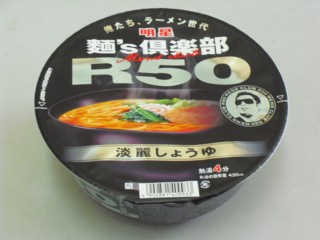 俺たち、ラーメン世代
明星
麺's倶楽部
R50
淡麗しょうゆ
熱湯4分